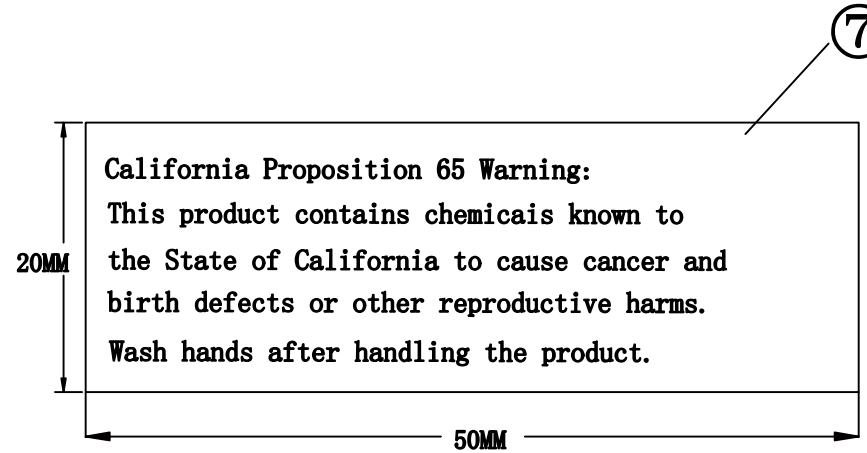 ⑦
California Proposition 65 Warning:
This product contains chemicais known to
the State of California to cause cancer and
20MM
birth defects or other reproductive harms.
Wash hands after handling the product.
50MM